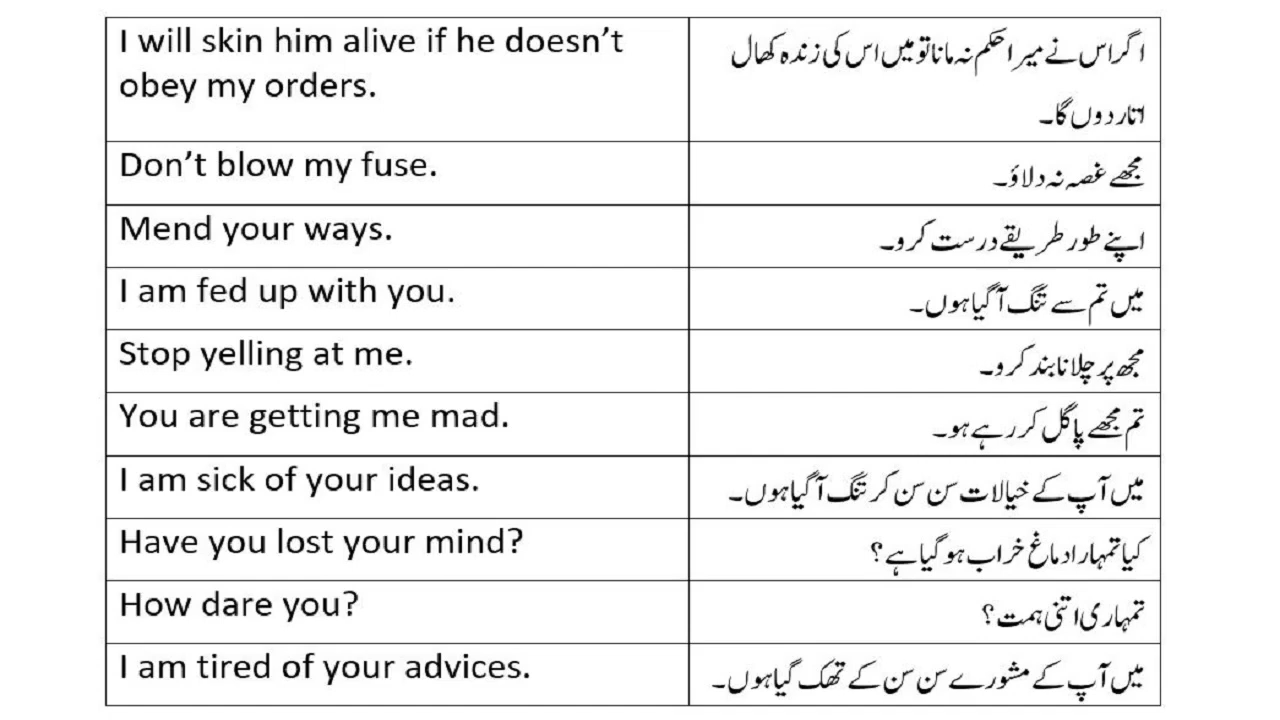 I will skin him alive if he doesn’t
obey my orders.
اگر اس نے میرا حکم نہ مانا تو میں اس کی زندہ کھال
اتار دوں گا۔
Don’t blow my fuse.
مجھے غصہ نہ دلاؤ۔
Mend your ways.
اپنے طور طریقے درست کرو۔
I am fed up with you.
میں تم سے تنگ آ گیا ہوں۔
Stop yelling at me.
مجھ پر چلانا بند کرو۔
You are getting me mad.
تم مجھے پاگل کر رہے ہو۔
I am sick of your ideas.
میں آپ کے خیالات سن سن کر تنگ آ گیا ہوں۔
Have you lost your mind?
کیا تمہارا دماغ خراب ہو گیا ہے؟
How dare you?
تمہاری اتنی ہمت؟
I am tired of your advices.
میں آپ کے مشورے سن سن کے تھک گیا ہوں۔